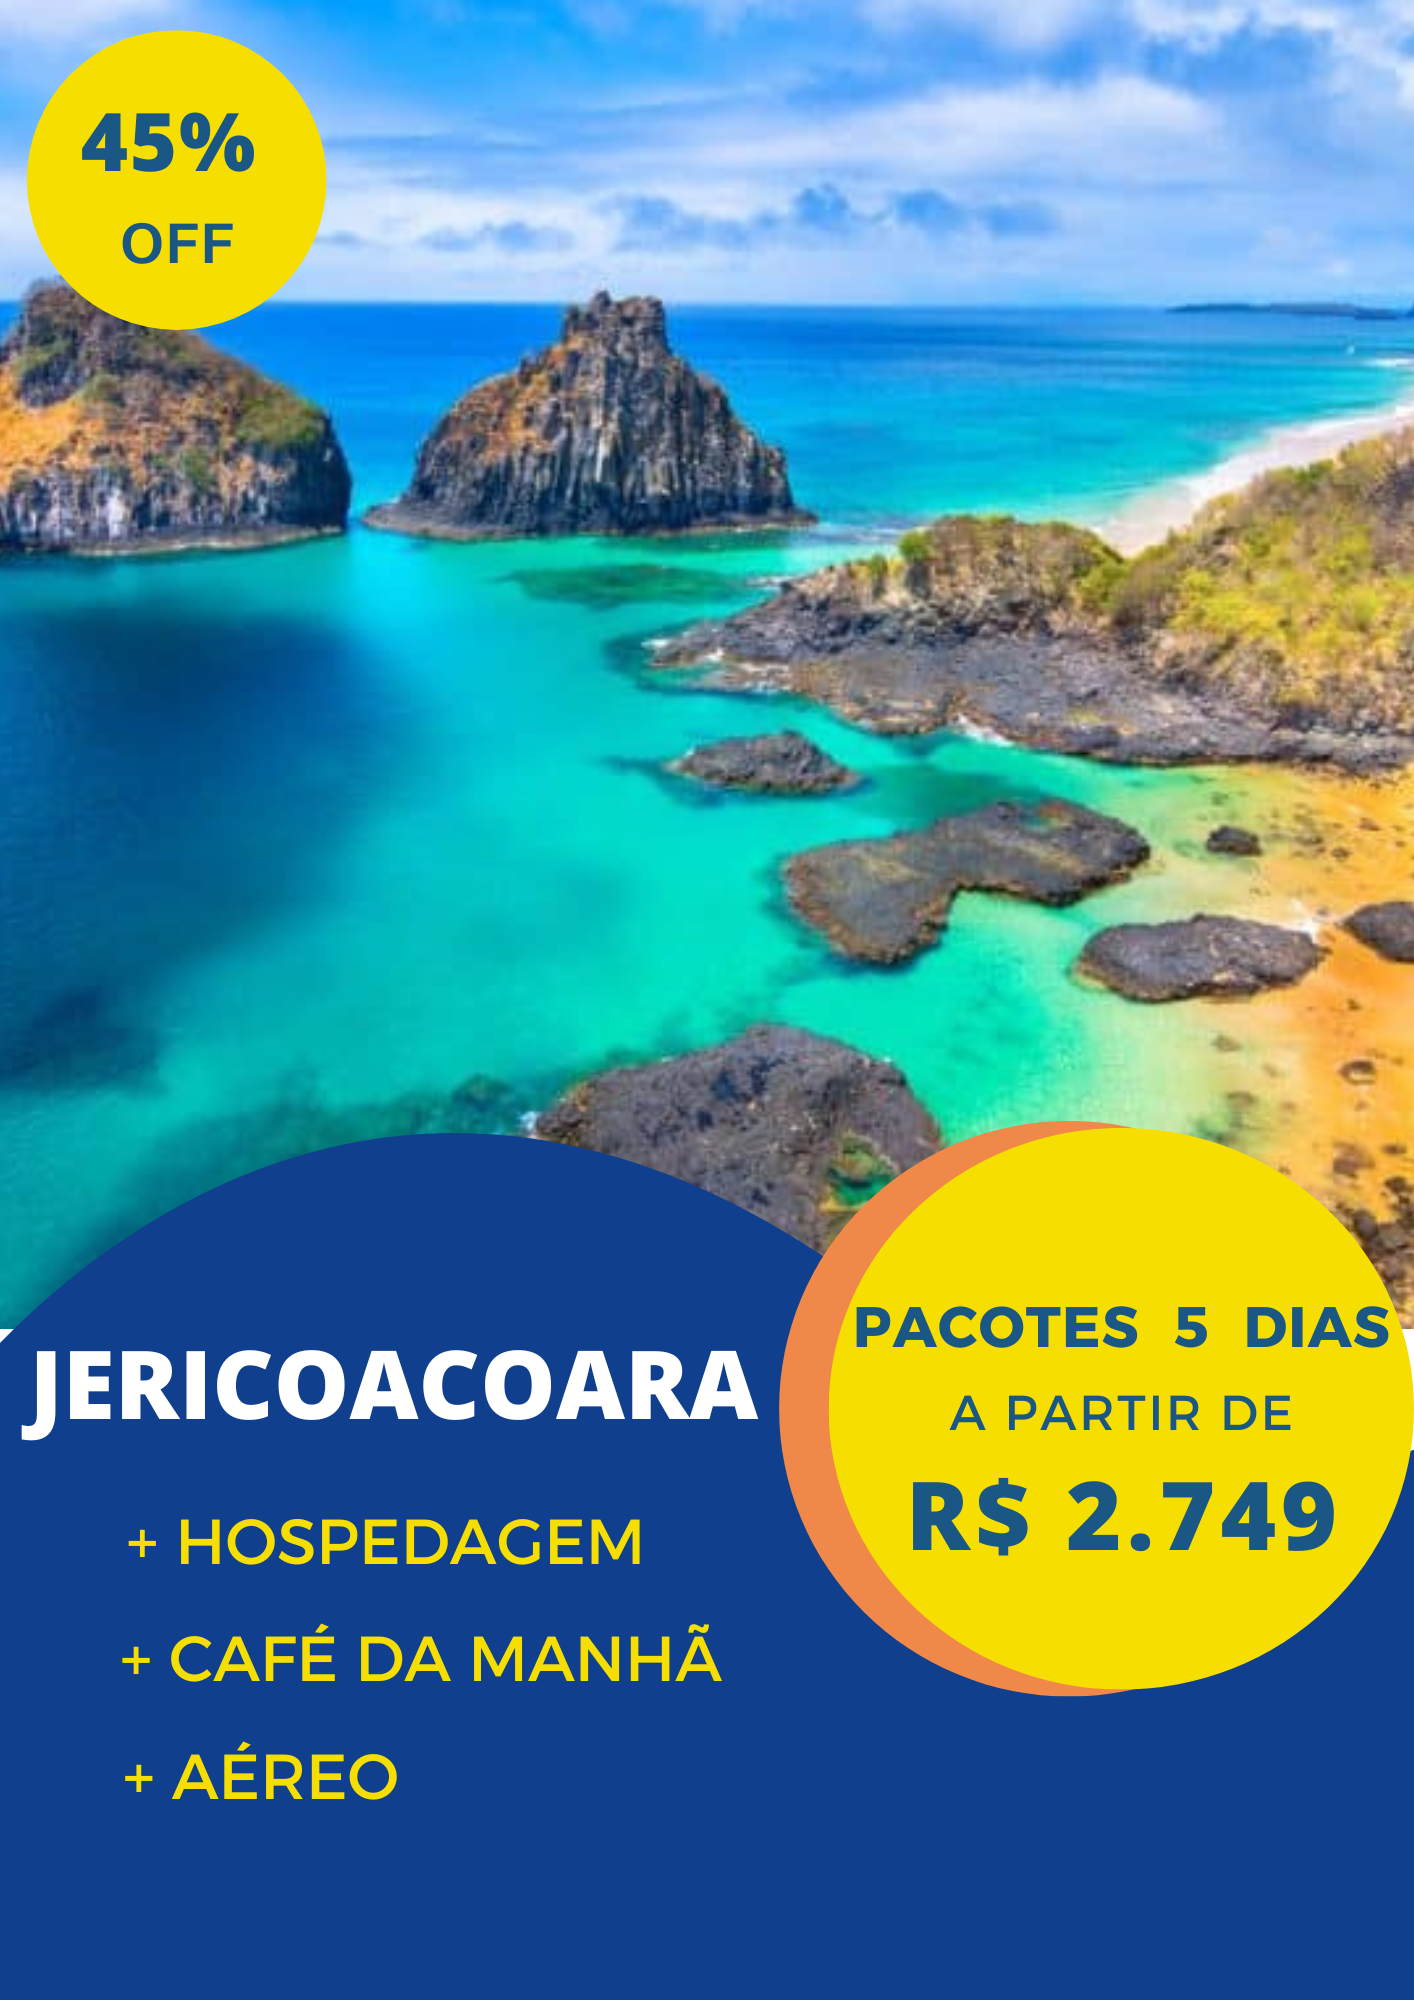 45%
OFF
JERICOACOARA
+ HOSPEDAGEM
+ CAFÉ DA MANHÃ
+ AÉREO
PACOTES 5 DIAS
A PARTIR DE
R$ 2.749